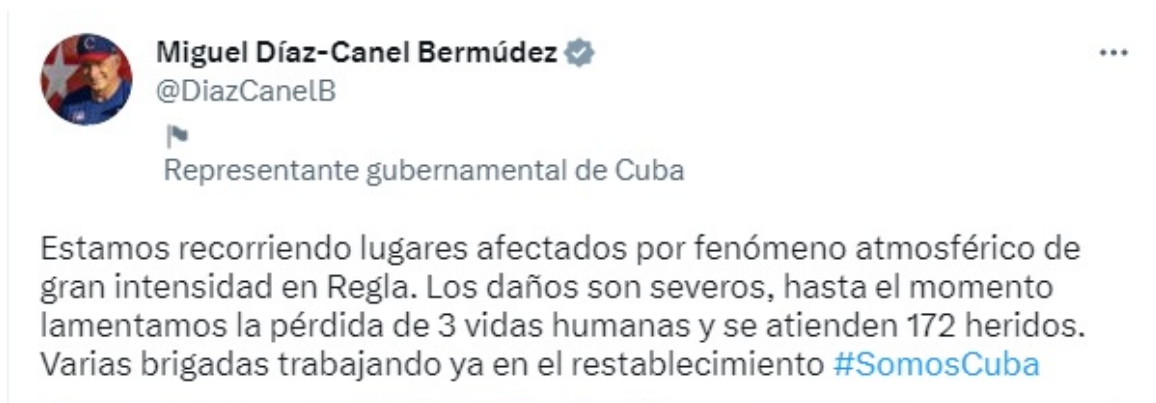 Miguel Díaz-Canel Bermúdez
@DiazCanelB
Representante gubernamental de Cuba
Estamos recorriendo lugares afectados por fenómeno atmosférico de
gran intensidad en Regla. Los daños son severos, hasta el momento
lamentamos la pérdida de 3 vidas humanas y se atienden 172 heridos.
Varias brigadas trabajando ya en el restablecimiento #SomosCuba